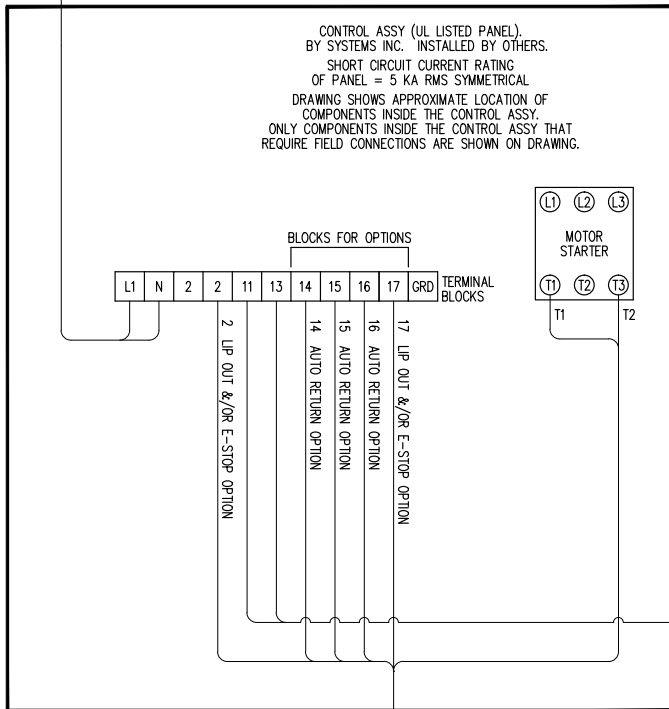 CONTROL ASSY (UL LISTED PANEL).
BY SYSTEMS INC. INSTALLED BY OTHERS.
SHORT CIRCUIT CURRENT RATING
OF PANEL = 5 KA RMS SYMMETRICAL
DRAWING SHOWS APPROXIMATE LOCATION OF
COMPONENTS INSIDE THE CONTROL ASSY.
ONLY COMPONENTS INSIDE THE CONTROL ASSY THAT
REQUIRE FIELD CONNECTIONS ARE SHOWN ON DRAWING.
L1 L2 L3
MOTOR
STARTER
T1 T2 T3
T1 T2
BLOCKS FOR OPTIONS
L1 N 2 2 11 13 14 15 16 17 GRD
TERMINAL
BLOCKS
2 LIP OUT &/OR E-STOP OPTION
14 AUTO RETURN OPTION
15 AUTO RETURN OPTION
16 AUTO RETURN OPTION
17 LIP OUT &/OR E-STOP OPTION